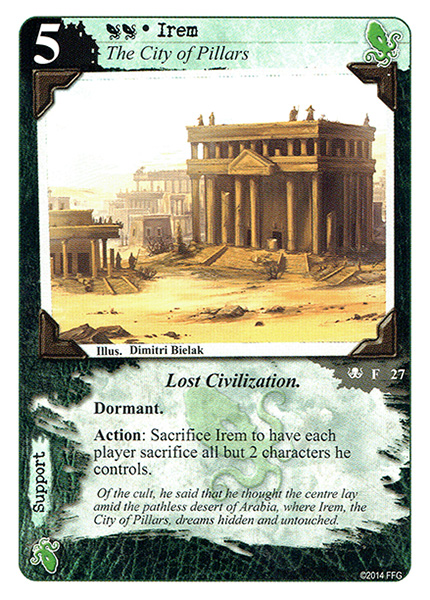 5
• Irem
The City of Pillars
Illus. Dimitri Bielak
F 27
Lost Civilization.
Dormant.
Action: Sacrifice Irem to have each
player sacrifice all but 2 characters he
controls.
Of the cult, he said that he thought the centre lay
amid the pathless desert of Arabia, where Irem, the
City of Pillars, dreams hidden and untouched.
Support
©2014 FFG